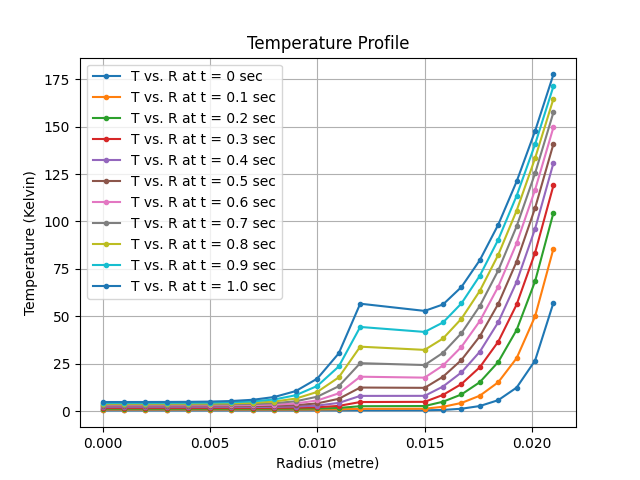 Temperature Profile
T vs. R at t = 0 sec
T vs. R at t = 0.1 sec
T vs. R at t = 0.2 sec
T vs. R at t = 0.3 sec
T vs. R at t = 0.4 sec
T vs. R at t = 0.5 sec
T vs. R at t = 0.6 sec
T vs. R at t = 0.7 sec
T vs. R at t = 0.8 sec
T vs. R at t = 0.9 sec
T vs. R at t = 1.0 sec
Temperature (Kelvin)
175
150
125
100
75
50
25
0
0.000 0.005 0.010 0.015 0.020
Radius (metre)